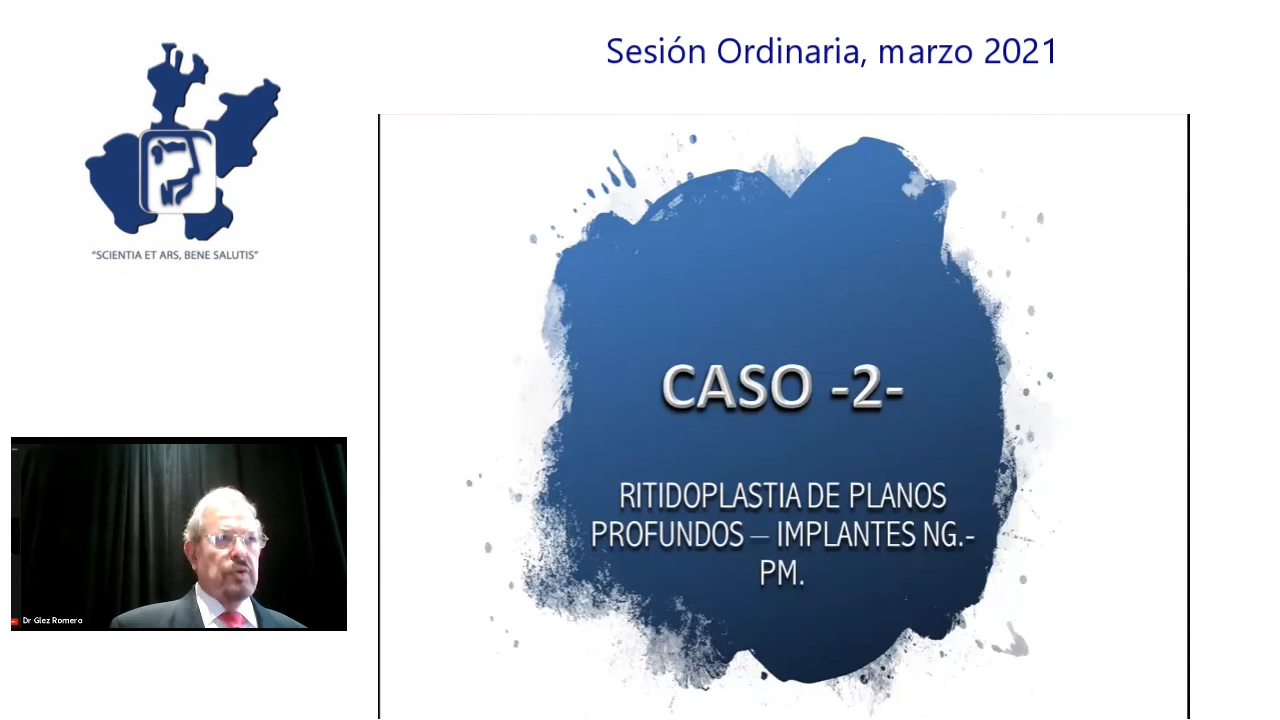 Sesión Ordinaria, marzo 2021
"SCIENTIA ET ARS, BENE SALUTIS"
CASO -2-
RITIDOPLASTIA DE PLANOS
PROFUNDOS – IMPLANTES NG.-
PM.
Dr Glez Romero